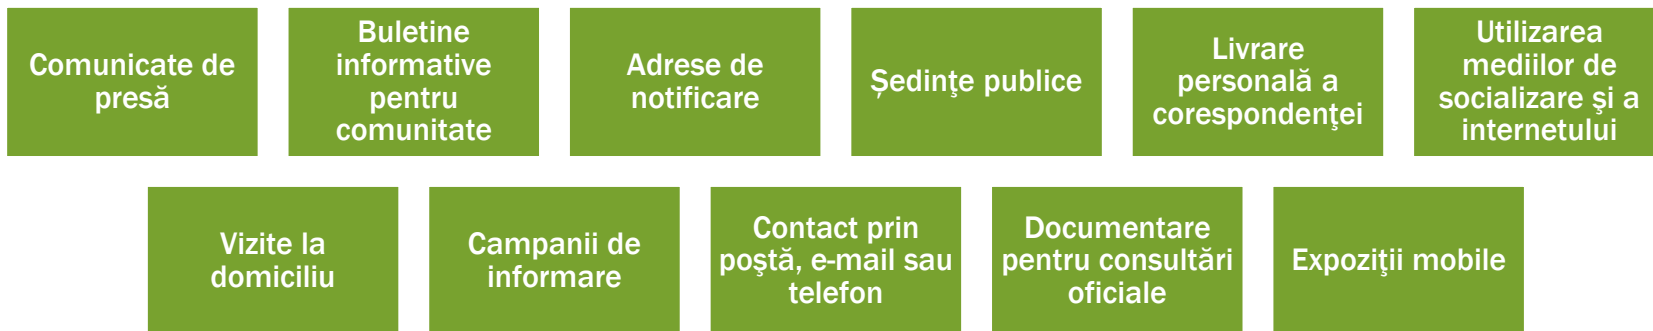 Comunicate de
presă
Buletine
informative
pentru
comunitate
Adrese de
notificare
Şedinţe publice
Livrare
personală a
corespondenţei
Utilizarea
mediilor de
socializare şi a
internetului
Vizite la
domiciliu
Campanii de
informare
Contact prin
poştă, e-mail sau
telefon
Documentare
pentru consultări
oficiale
Expoziţii mobile